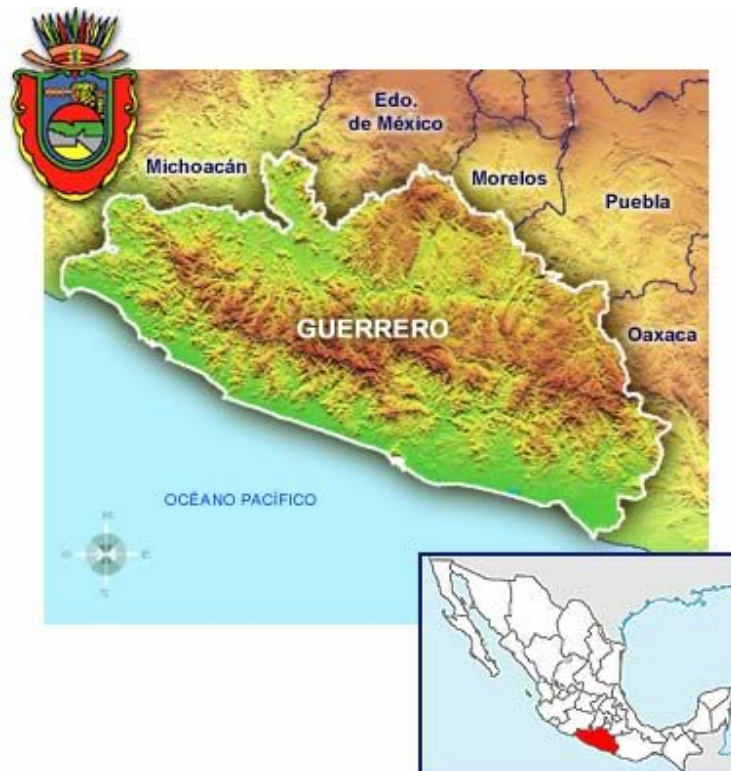 Edo.
de México
Michoacán
Morelos
Puebla
GUERRERO
Oaxaca
OCÉANO PACÍFICO
N
O
E
S